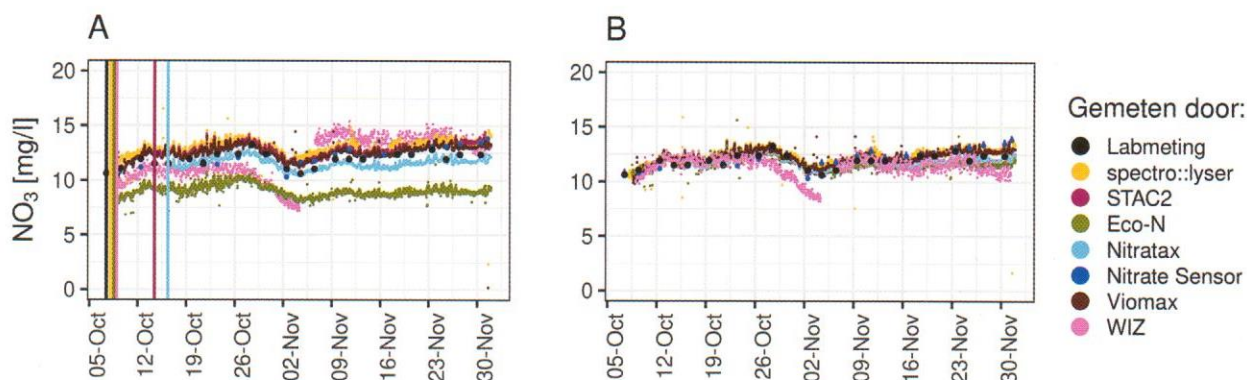 A
B
NO3 [mg/l]
20
15
10
5
0
05-Oct
12-Oct
19-Oct
26-Oct
02-Nov
09-Nov
16-Nov
23-Nov
30-Nov
20
15
10
5
0
05-Oct
12-Oct
19-Oct
26-Oct
02-Nov
09-Nov
16-Nov
23-Nov
30-Nov
Gemeten door:
Labmeting
spectro::lyser
STAC2
Eco-N
Nitratax
Nitrate Sensor
Viomax
WIZ